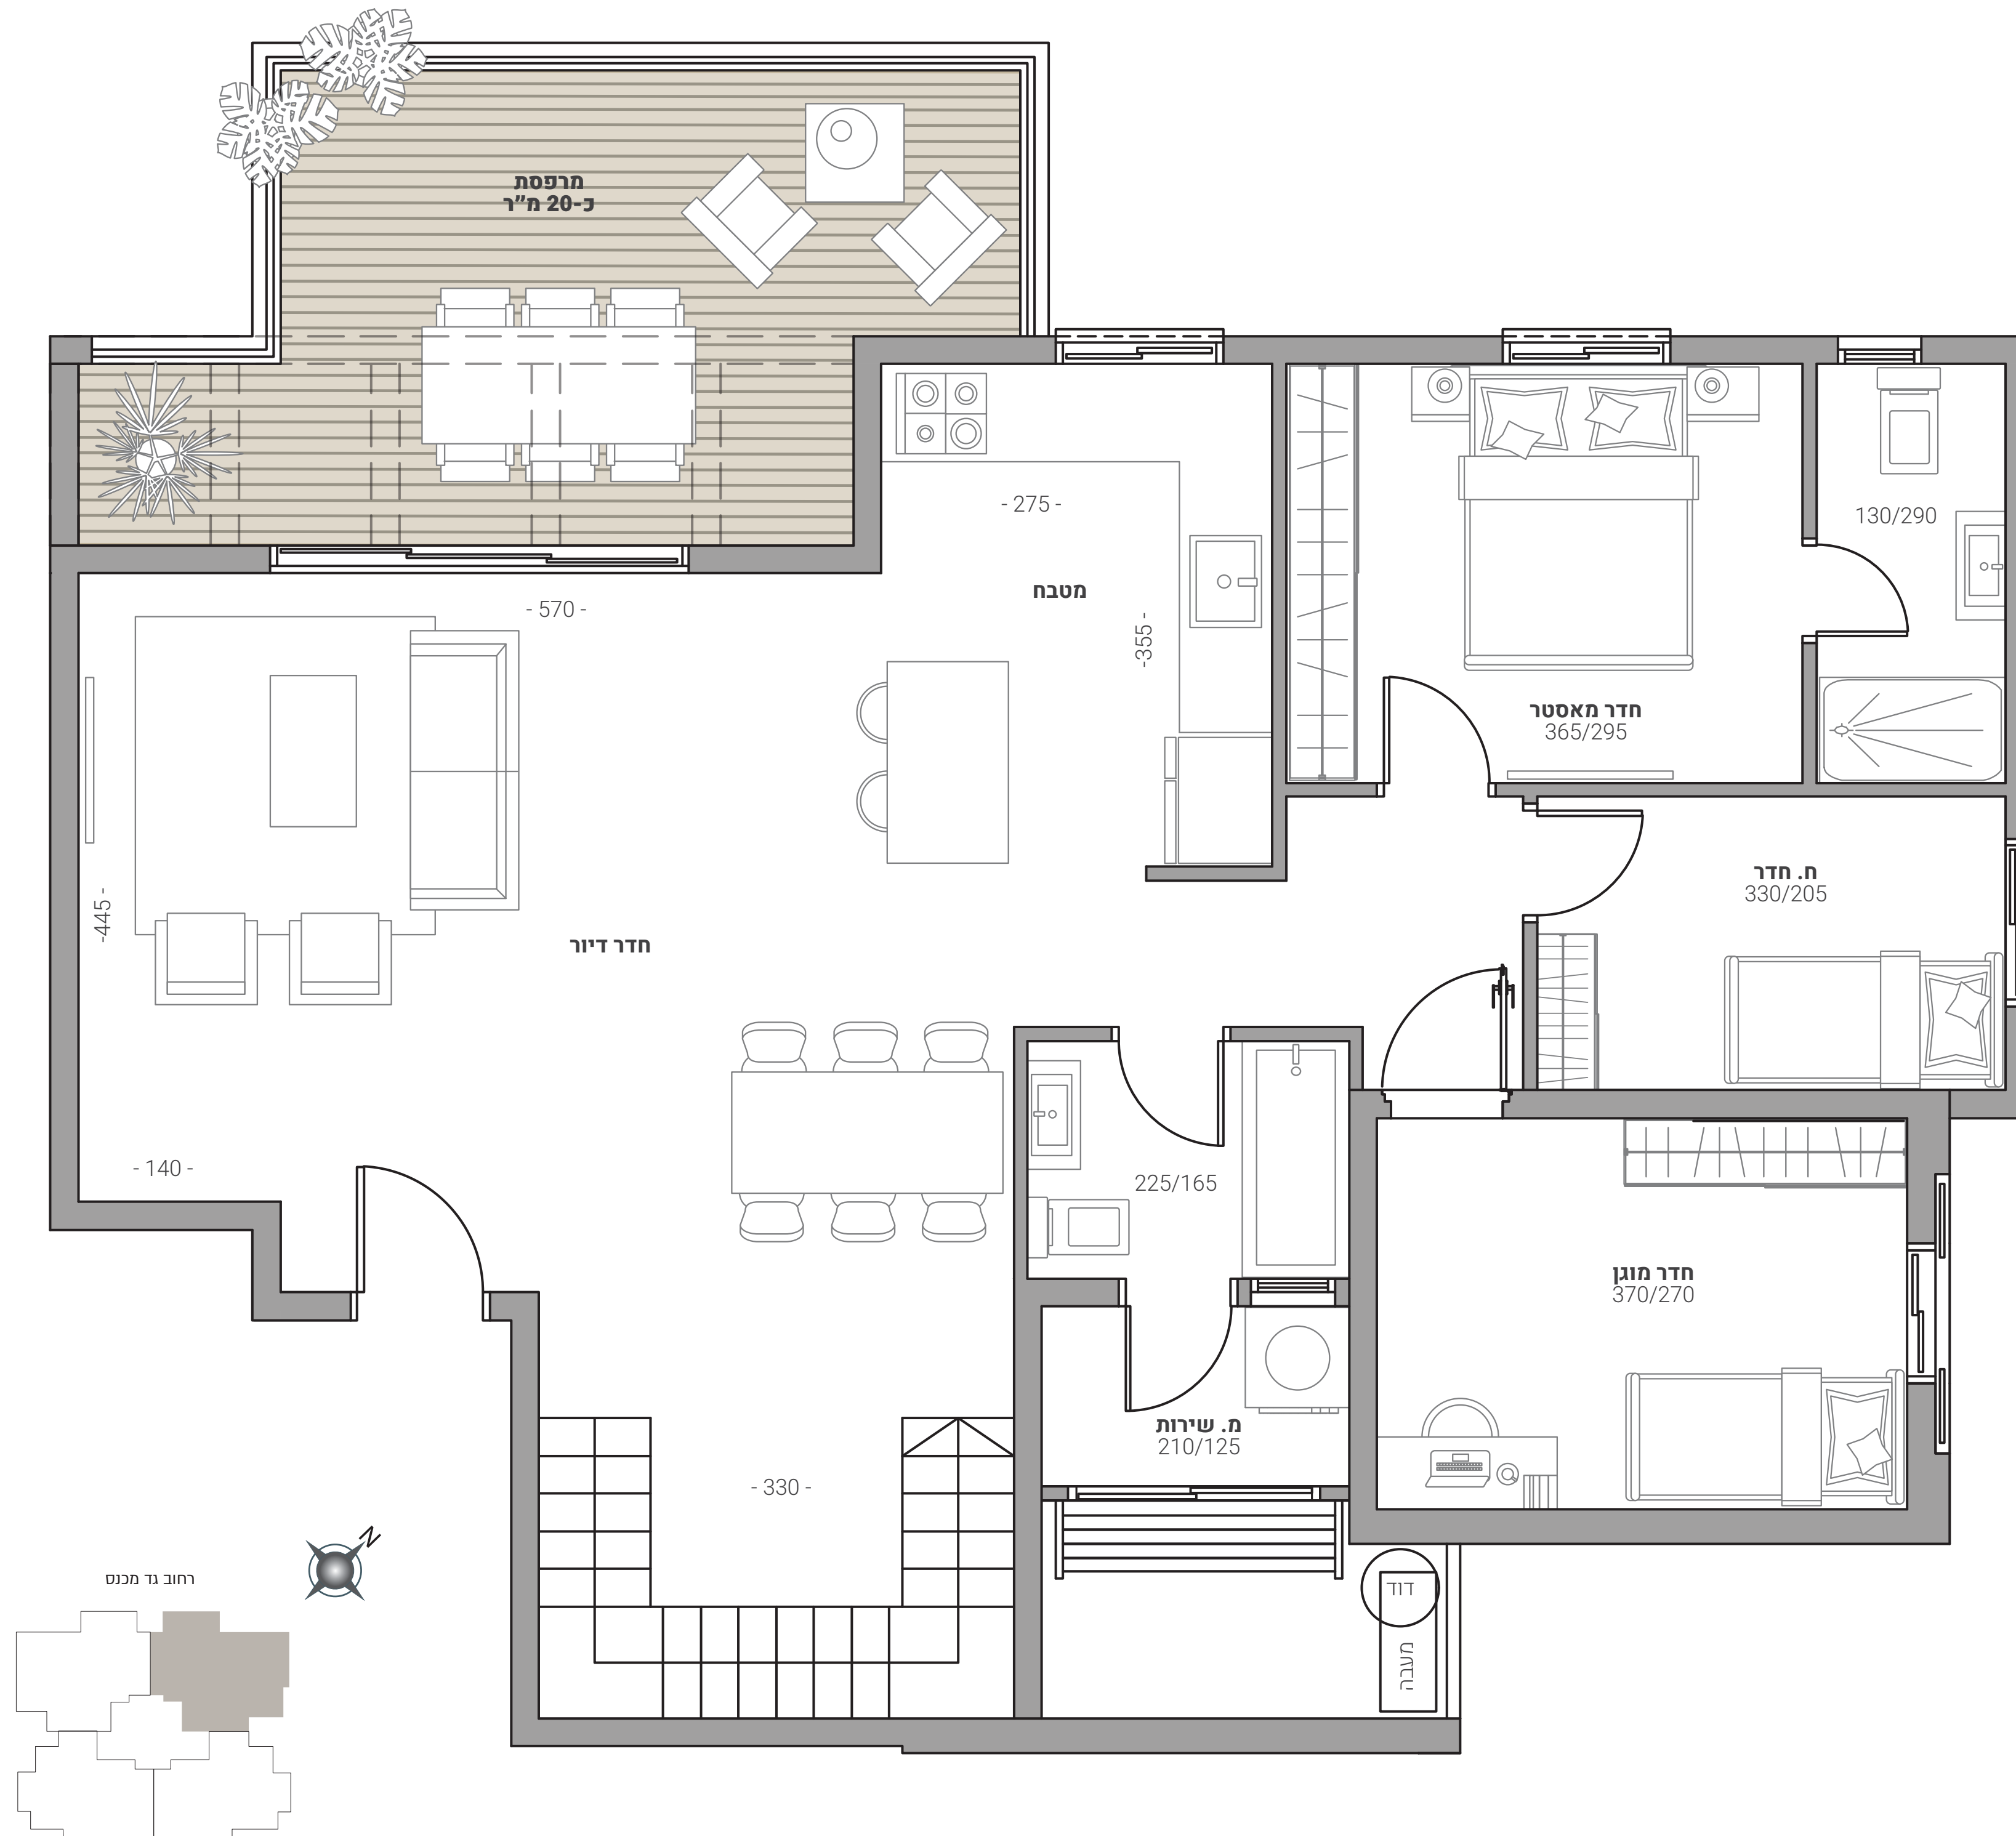 מרפסת
כ-20 מ״ר
- 275 -
130/290
מטבח
- 570 -
-355 -
חדר מאסטר
365/295
ח. חדר
330/205
-445 -
חדר דיור
- 140 -
225/165
חדר מוגן
370/270
מ. שירות
210/125
- 330 -
N
רחוב גד מכנס
דוד
מעבה